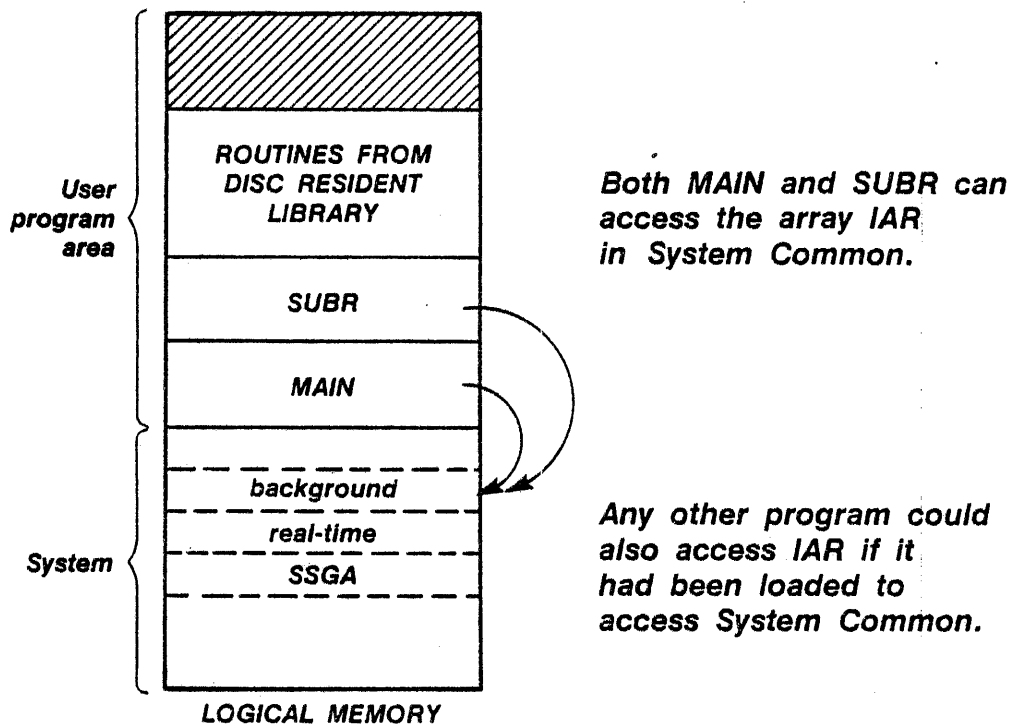 ROUTINES FROM
DISC RESIDENT
LIBRARY
User
program
area
SUBR
MAIN
Both MAIN and SUBR can
access the array IAR
in System Common.
background
real-time
SSGA
System
Any other program could
also access IAR if it
had been loaded to
access System Common.
LOGICAL MEMORY